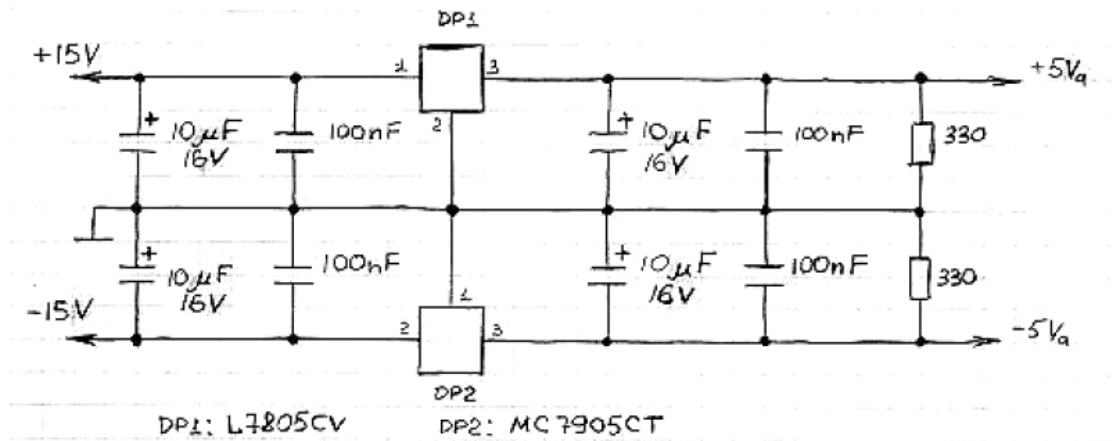 DP1
+15V
1
3
+5Va
2
+
10µF
16V
100nF
+
10µF
16V
100nF
330
+
10µF
16V
100nF
1
+
10µF
16V
100nF
330
-15V
2
3
-5Va
DP2
DP1: L7805CV
DP2: MC7905CT